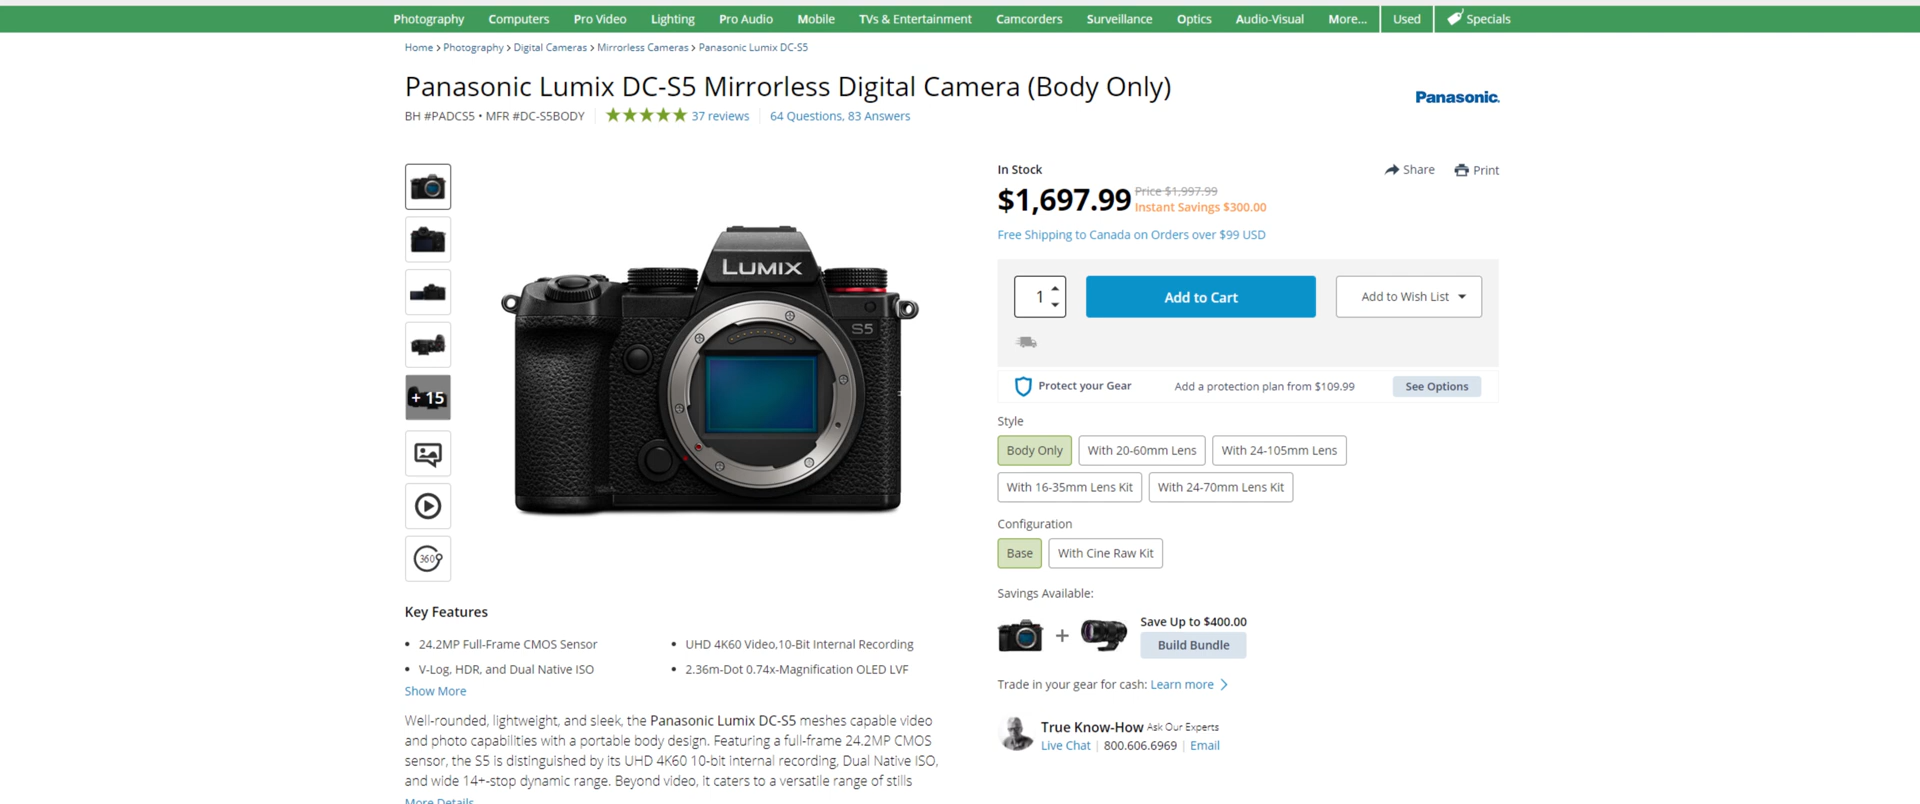 Photography Computers Pro Video Lighting Pro Audio Mobile TVs & Entertainment Camcorders Surveillance Optics Audio-Visual More... Used Specials
Home > Photography > Digital Cameras > Mirrorless Cameras > Panasonic Lumix DC-S5
Panasonic Lumix DC-S5 Mirrorless Digital Camera (Body Only)
Panasonic
BH #PADCS5 • MFR #DC-S5BODY 37 reviews 64 Questions, 83 Answers
LUMIX
S5
+ 15
360°
Key Features
• 24.2MP Full-Frame CMOS Sensor
• V-Log, HDR, and Dual Native ISO
• UHD 4K60 Video,10-Bit Internal Recording
• 2.36m-Dot 0.74x-Magnification OLED LVF
Show More
Well-rounded, lightweight, and sleek, the Panasonic Lumix DC-S5 meshes capable video
and photo capabilities with a portable body design. Featuring a full-frame 24.2MP CMOS
sensor, the S5 is distinguished by its UHD 4K60 10-bit internal recording, Dual Native ISO,
and wide 14+-stop dynamic range. Beyond video, it caters to a versatile range of stills
More Details
In Stock
Share Print
$1,697.99 Price $1,997.99
Instant Savings $300.00
Free Shipping to Canada on Orders over $99 USD
1 Add to Cart Add to Wish List
Protect your Gear Add a protection plan from $109.99 See Options
Style
Body Only With 20-60mm Lens With 24-105mm Lens
With 16-35mm Lens Kit With 24-70mm Lens Kit
Configuration
Base With Cine Raw Kit
Savings Available:
+ Save Up to $400.00
Build Bundle
Trade in your gear for cash: Learn more >
True Know-How Ask Our Experts
Live Chat | 800.606.6969 | Email